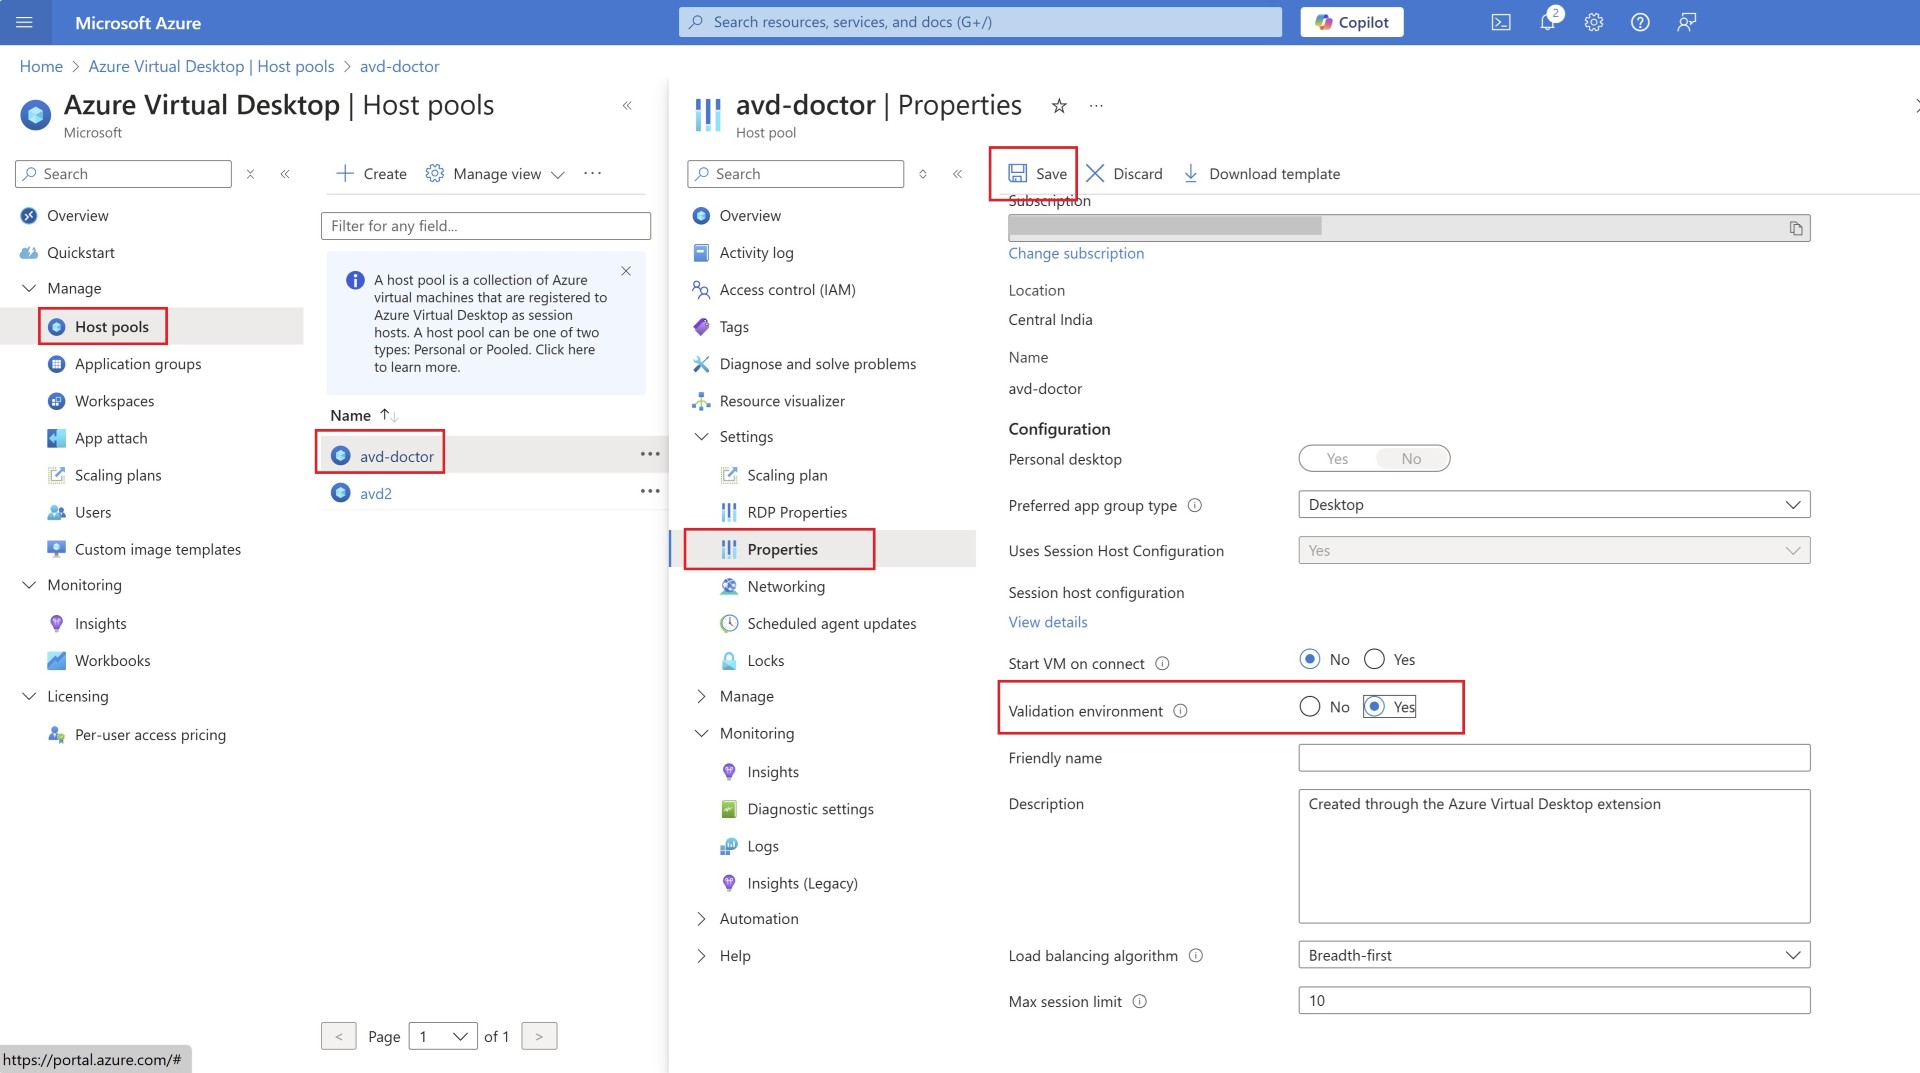 Microsoft Azure
Search resources, services, and docs (G+/)
Copilot
2
Home > Azure Virtual Desktop | Host pools > avd-doctor
Azure Virtual Desktop | Host pools
Microsoft
Search
Overview
Quickstart
Manage
Host pools
Application groups
Workspaces
App attach
Scaling plans
Users
Custom image templates
Monitoring
Insights
Workbooks
Licensing
Per-user access pricing
Create
Manage view
Filter for any field...
A host pool is a collection of Azure
virtual machines that are registered to
Azure Virtual Desktop as session
hosts. A host pool can be one of two
types: Personal or Pooled. Click here
to learn more.
Name
avd-doctor
avd2
< Page 1 of 1 >
https://portal.azure.com/#
avd-doctor | Properties
Host pool
Search
Overview
Activity log
Access control (IAM)
Tags
Diagnose and solve problems
Resource visualizer
Settings
Scaling plan
RDP Properties
Properties
Networking
Scheduled agent updates
Locks
Manage
Monitoring
Insights
Diagnostic settings
Logs
Insights (Legacy)
Automation
Help
Save
Discard
Download template
Subscription
Change subscription
Location
Central India
Name
avd-doctor
Configuration
Personal desktop Yes No
Preferred app group type Desktop
Uses Session Host Configuration Yes
Session host configuration
View details
Start VM on connect No Yes
Validation environment No Yes
Friendly name
Description Created through the Azure Virtual Desktop extension
Load balancing algorithm Breadth-first
Max session limit 10